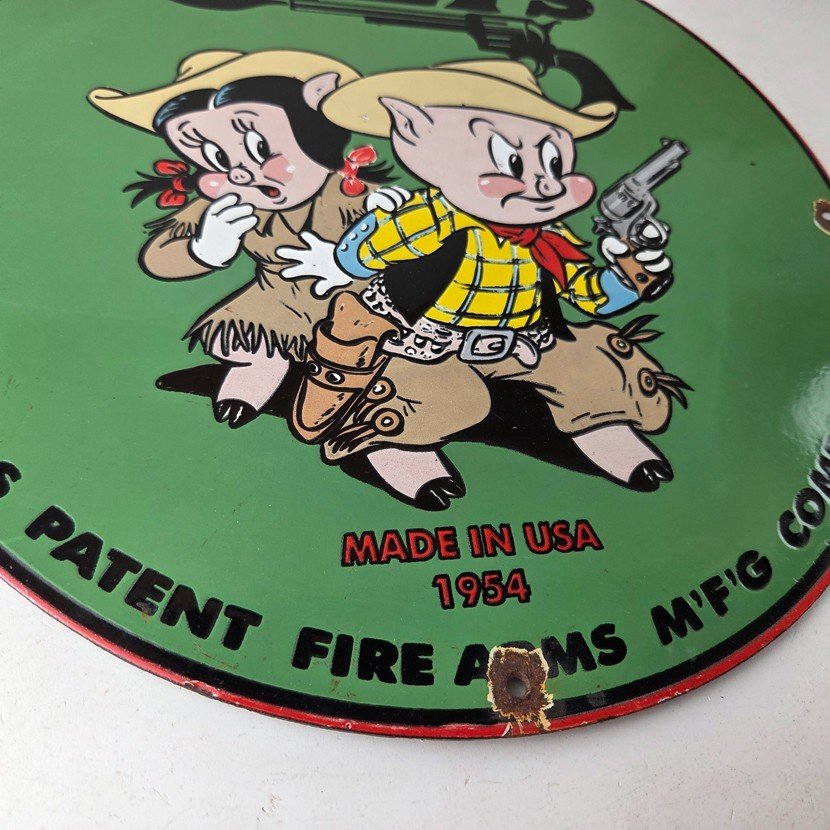 MADE IN USA
1954
PATENT FIRE ARMS M'F'G